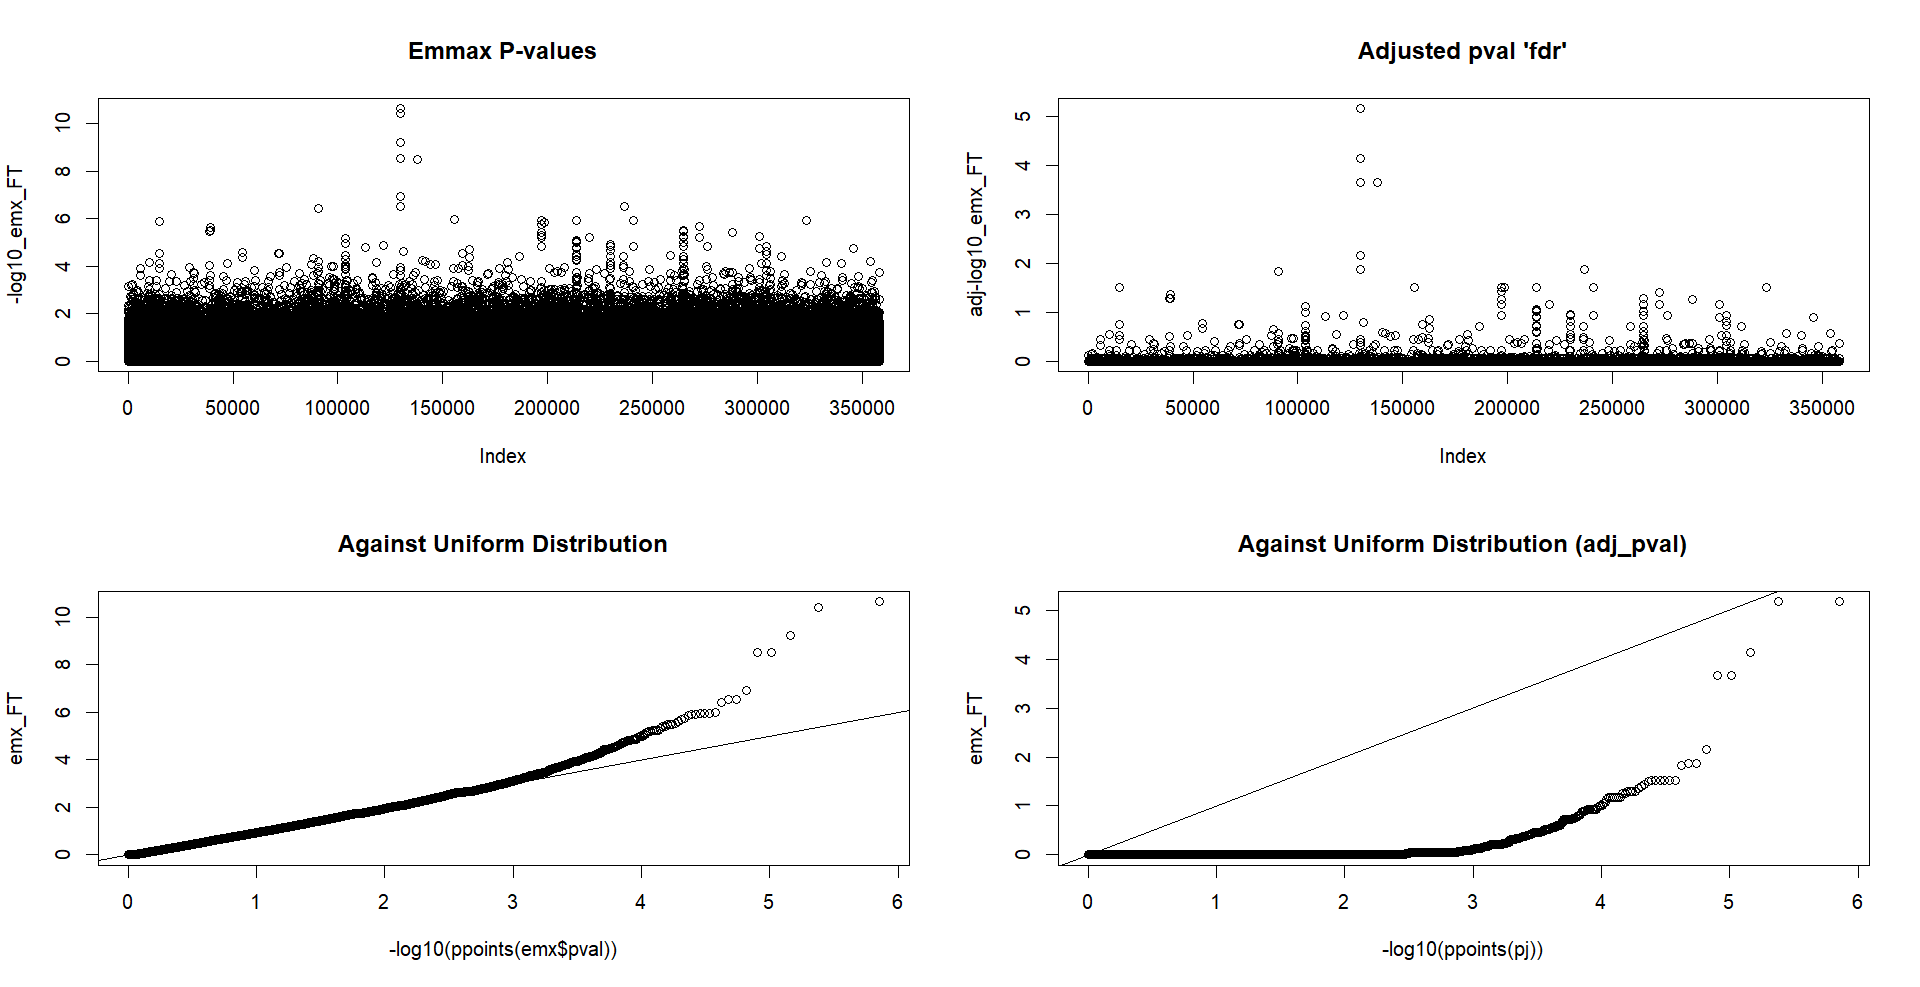 Emmax P-values
-log10_emx_FT
0 2 4 6 8 10
0 50000 100000 150000 200000 250000 300000 350000
Index
Adjusted pval 'fdr'
adj-log10_emx_FT
0 1 2 3 4 5
0 50000 100000 150000 200000 250000 300000 350000
Index
Against Uniform Distribution
emx_FT
0 2 4 6 8 10
0 1 2 3 4 5 6
-log10(ppoints(emx$pval))
Against Uniform Distribution (adj_pval)
emx_FT
0 1 2 3 4 5
0 1 2 3 4 5 6
-log10(ppoints(pj))